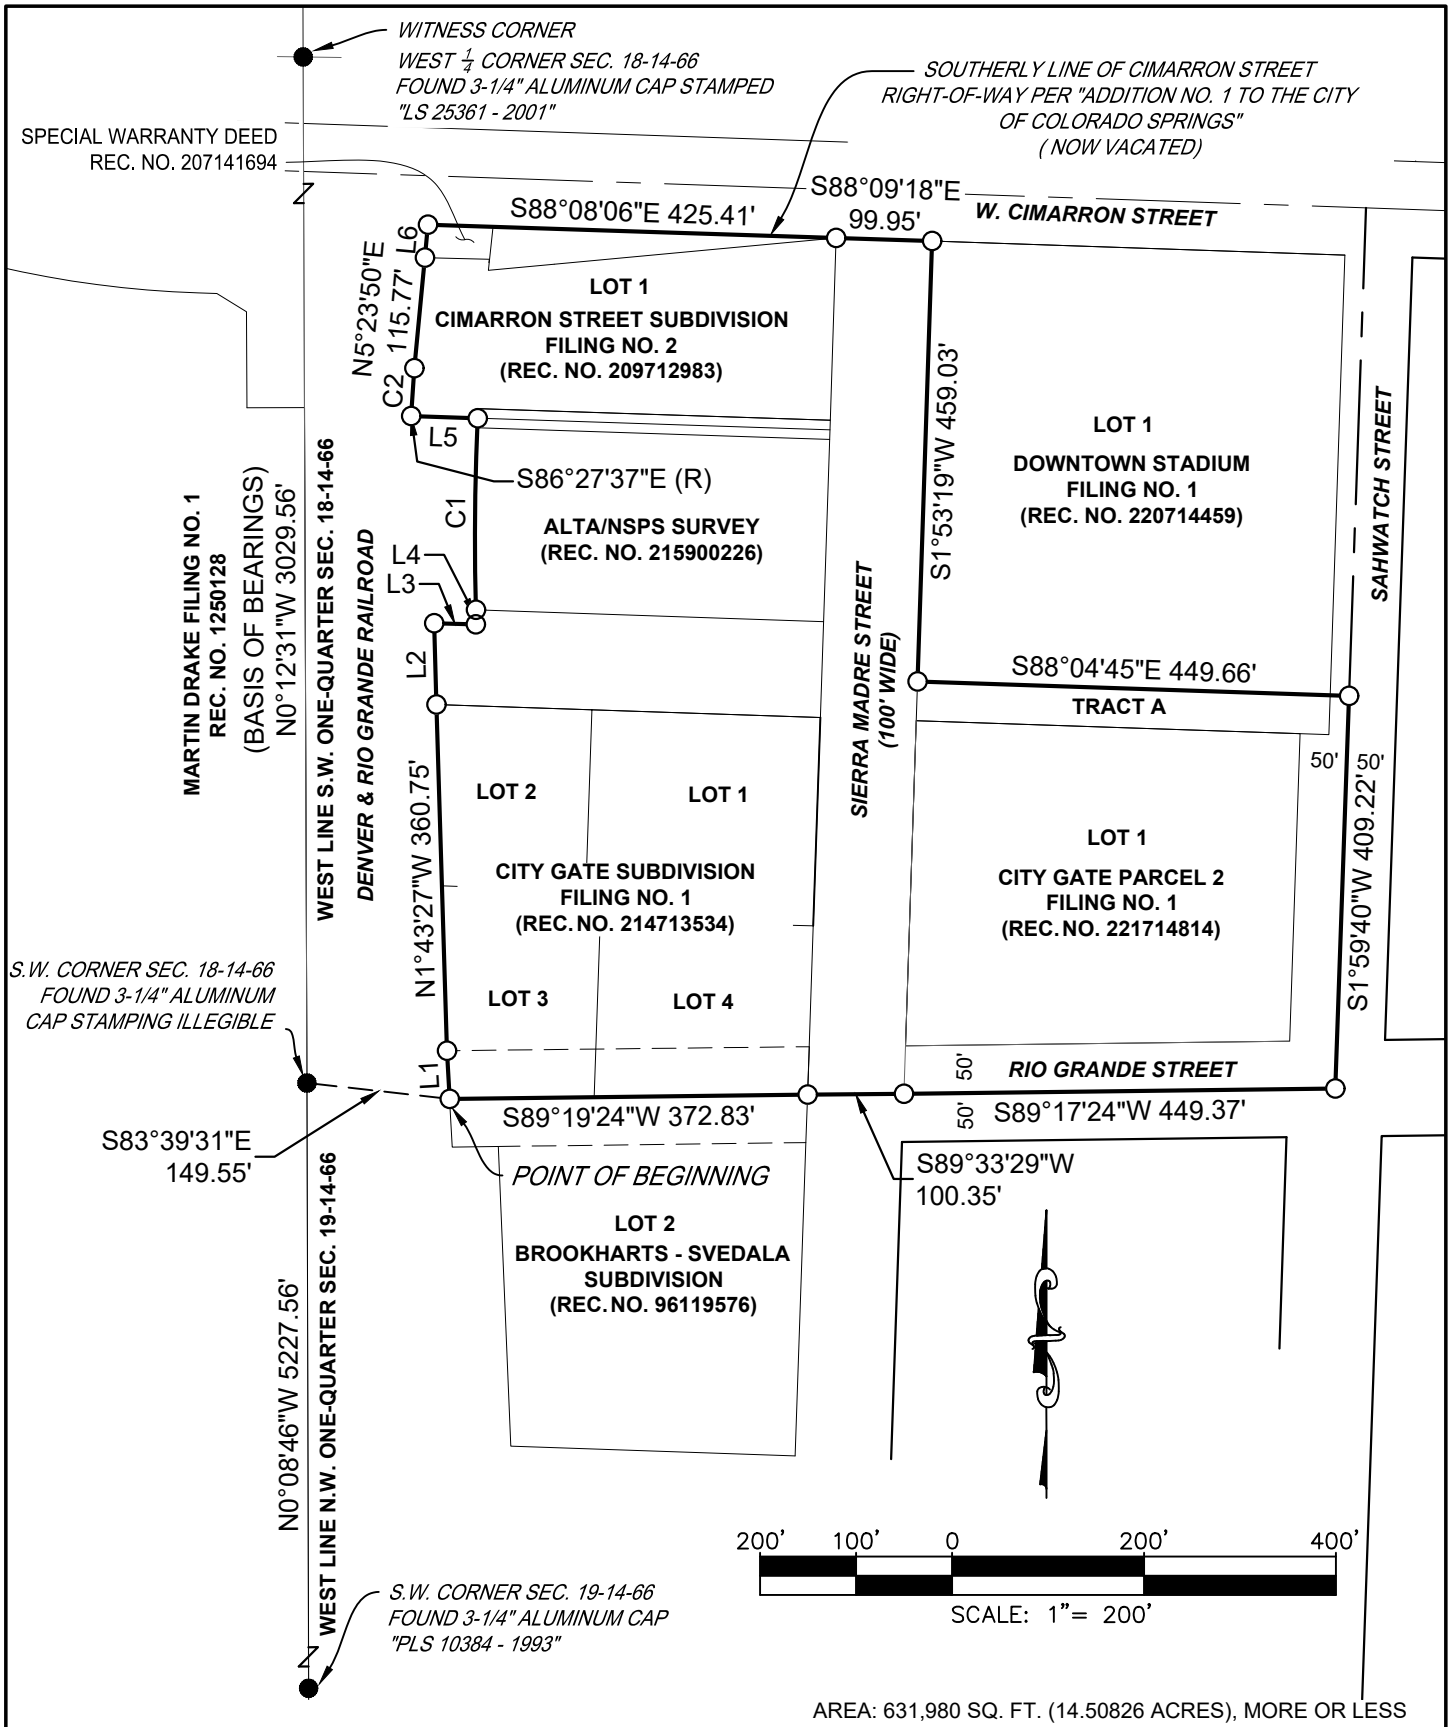 WITNESS CORNER
WEST 1/4 CORNER SEC. 18-14-66
FOUND 3-1/4" ALUMINUM CAP STAMPED
"LS 25361 - 2001"
SOUTHERLY LINE OF CIMARRON STREET
RIGHT-OF-WAY PER "ADDITION NO. 1 TO THE CITY
OF COLORADO SPRINGS"
( NOW VACATED)
SPECIAL WARRANTY DEED
REC. NO. 207141694
S88°08'06"E 425.41'
S88°09'18"E
99.95'
W. CIMARRON STREET
L6
N5°23'50"E
115.77'
C2
L5
LOT 1
CIMARRON STREET SUBDIVISION
FILING NO. 2
(REC. NO. 209712983)
S86°27'37"E (R)
C1
ALTA/NSPS SURVEY
(REC. NO. 215900226)
L4
L3
L2
S1°53'19"W 459.03'
LOT 1
DOWNTOWN STADIUM
FILING NO. 1
(REC. NO. 220714459)
SAHWATCH STREET
MARTIN DRAKE FILING NO. 1
REC. NO. 1250128
(BASIS OF BEARINGS)
N0°12'31"W 3029.56'
WEST LINE S.W. ONE-QUARTER SEC. 18-14-66
DENVER & RIO GRANDE RAILROAD
SIERRA MADRE STREET
(100' WIDE)
S88°04'45"E 449.66'
TRACT A
50'
50'
N1°43'27"W 360.75'
LOT 2
LOT 1
CITY GATE SUBDIVISION
FILING NO. 1
(REC. NO. 214713534)
LOT 3
LOT 4
LOT 1
CITY GATE PARCEL 2
FILING NO. 1
(REC. NO. 221714814)
S1°59'40"W 409.22'
S.W. CORNER SEC. 18-14-66
FOUND 3-1/4" ALUMINUM
CAP STAMPING ILLEGIBLE
L1
50'
RIO GRANDE STREET
S89°19'24"W 372.83'
50'
S89°17'24"W 449.37'
S83°39'31"E
149.55'
POINT OF BEGINNING
S89°33'29"W
100.35'
LOT 2
BROOKHARTS - SVEDALA
SUBDIVISION
(REC. NO. 96119576)
N0°08'46"W 5227.56'
WEST LINE N.W. ONE-QUARTER SEC. 19-14-66
200' 100' 0 200' 400'
SCALE: 1"= 200'
S.W. CORNER SEC. 19-14-66
FOUND 3-1/4" ALUMINUM CAP
"PLS 10384 - 1993"
AREA: 631,980 SQ. FT. (14.50826 ACRES), MORE OR LESS